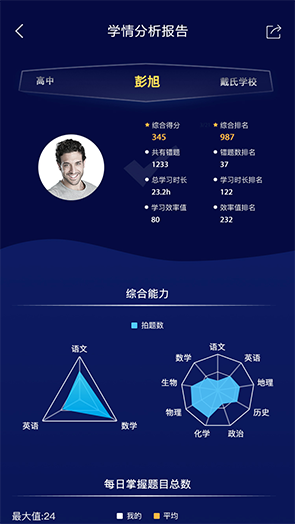 学情分析报告
高中 彭旭 戴氏学校
综合得分 综合排名
345 987
共有错题 错题数排名
1233 37
总学习时长 学习时长排名
23.2h 122
学习效率值 效率值排名
80 232
综合能力
拍题数
语文 语文
数学 英语
生物 地理
物理 历史
化学 政治
英语 数学
每日掌握题目总数
最大值:24 我的 平均